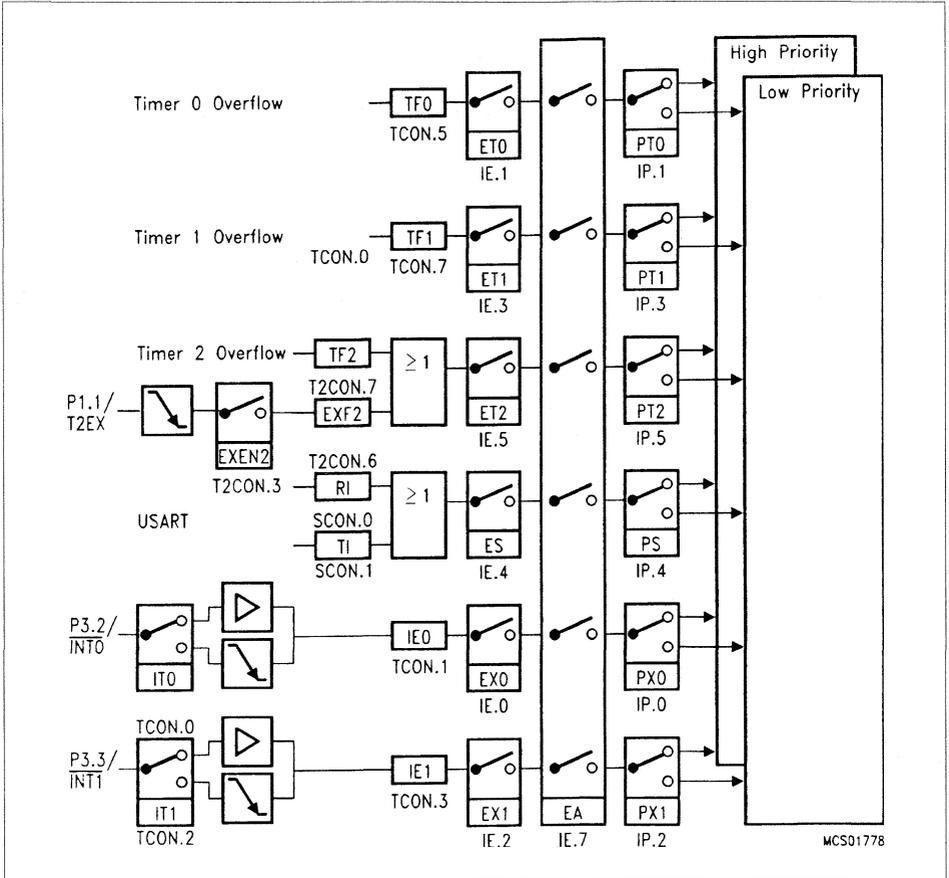 High Priority
Low Priority
Timer 0 Overflow
TF0
TCON.5
ET0
IE.1
PT0
IP.1
Timer 1 Overflow
TCON.0
TF1
TCON.7
ET1
IE.3
PT1
IP.3
Timer 2 Overflow
TF2
T2CON.7
≥1
P1.1/
T2EX
EXEN2
T2CON.3
EXF2
T2CON.6
ET2
IE.5
PT2
IP.5
USART
RI
SCON.0
TI
SCON.1
≥1
ES
IE.4
PS
IP.4
P3.2/
INT0
IT0
TCON.0
IE0
TCON.1
EX0
IE.0
PX0
IP.0
P3.3/
INT1
IT1
TCON.2
IE1
TCON.3
EX1
IE.2
EA
IE.7
PX1
IP.2
MCS01778